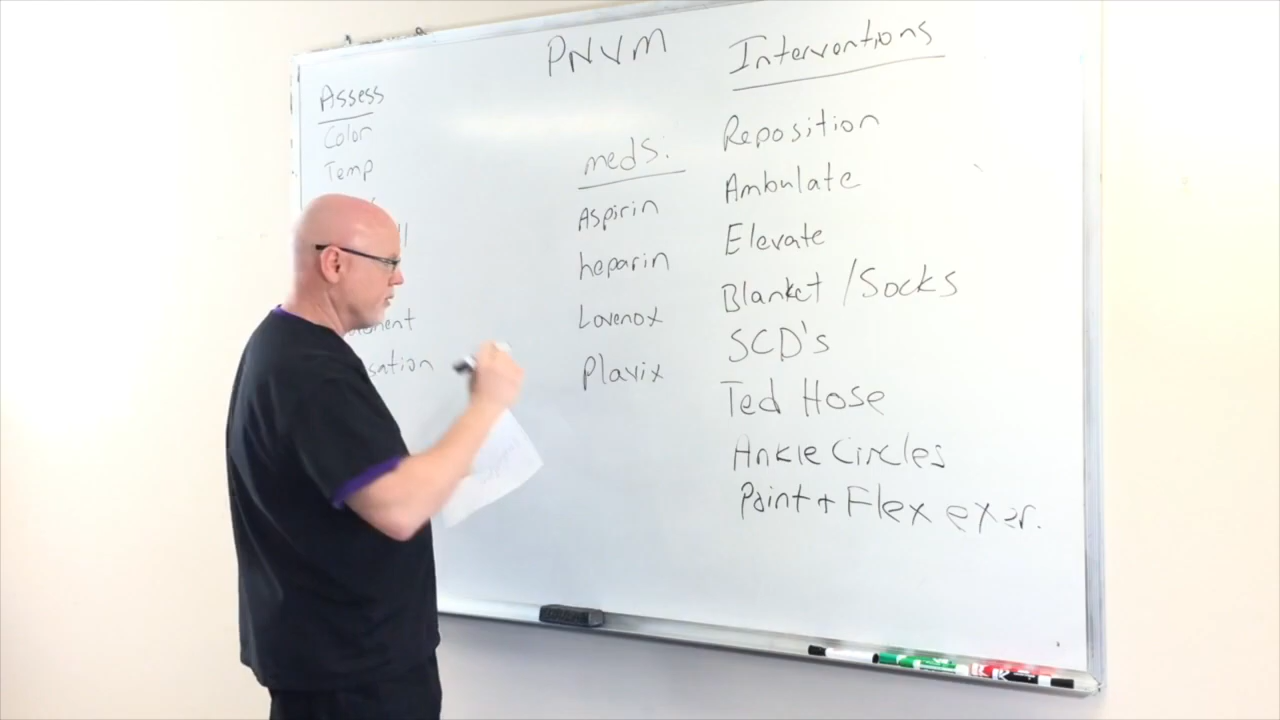 PNVM
Assess
Color
Temp
meds:
Aspirin
heparin
Lovenox
Plavix
Interventions
Reposition
Ambulate
Elevate
Blanket / Socks
SCD's
Ted Hose
Ankle Circles
Point + Flex exer.